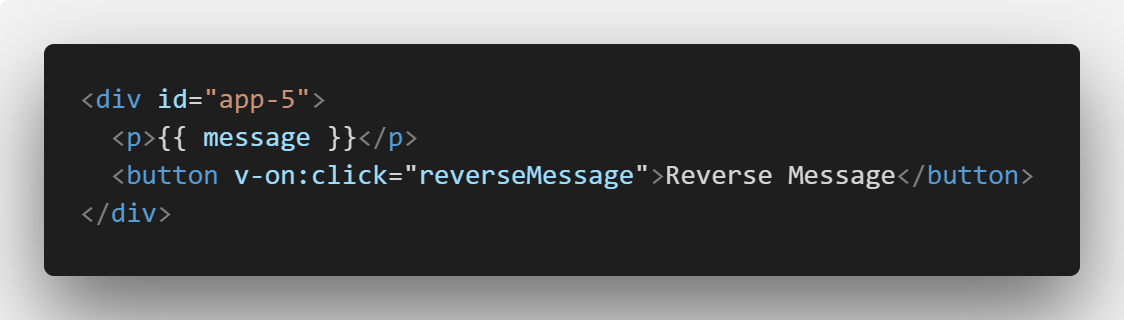 <div id="app-5">
  <p>{{ message }}</p>
  <button v-on:click="reverseMessage">Reverse Message</button>
</div>